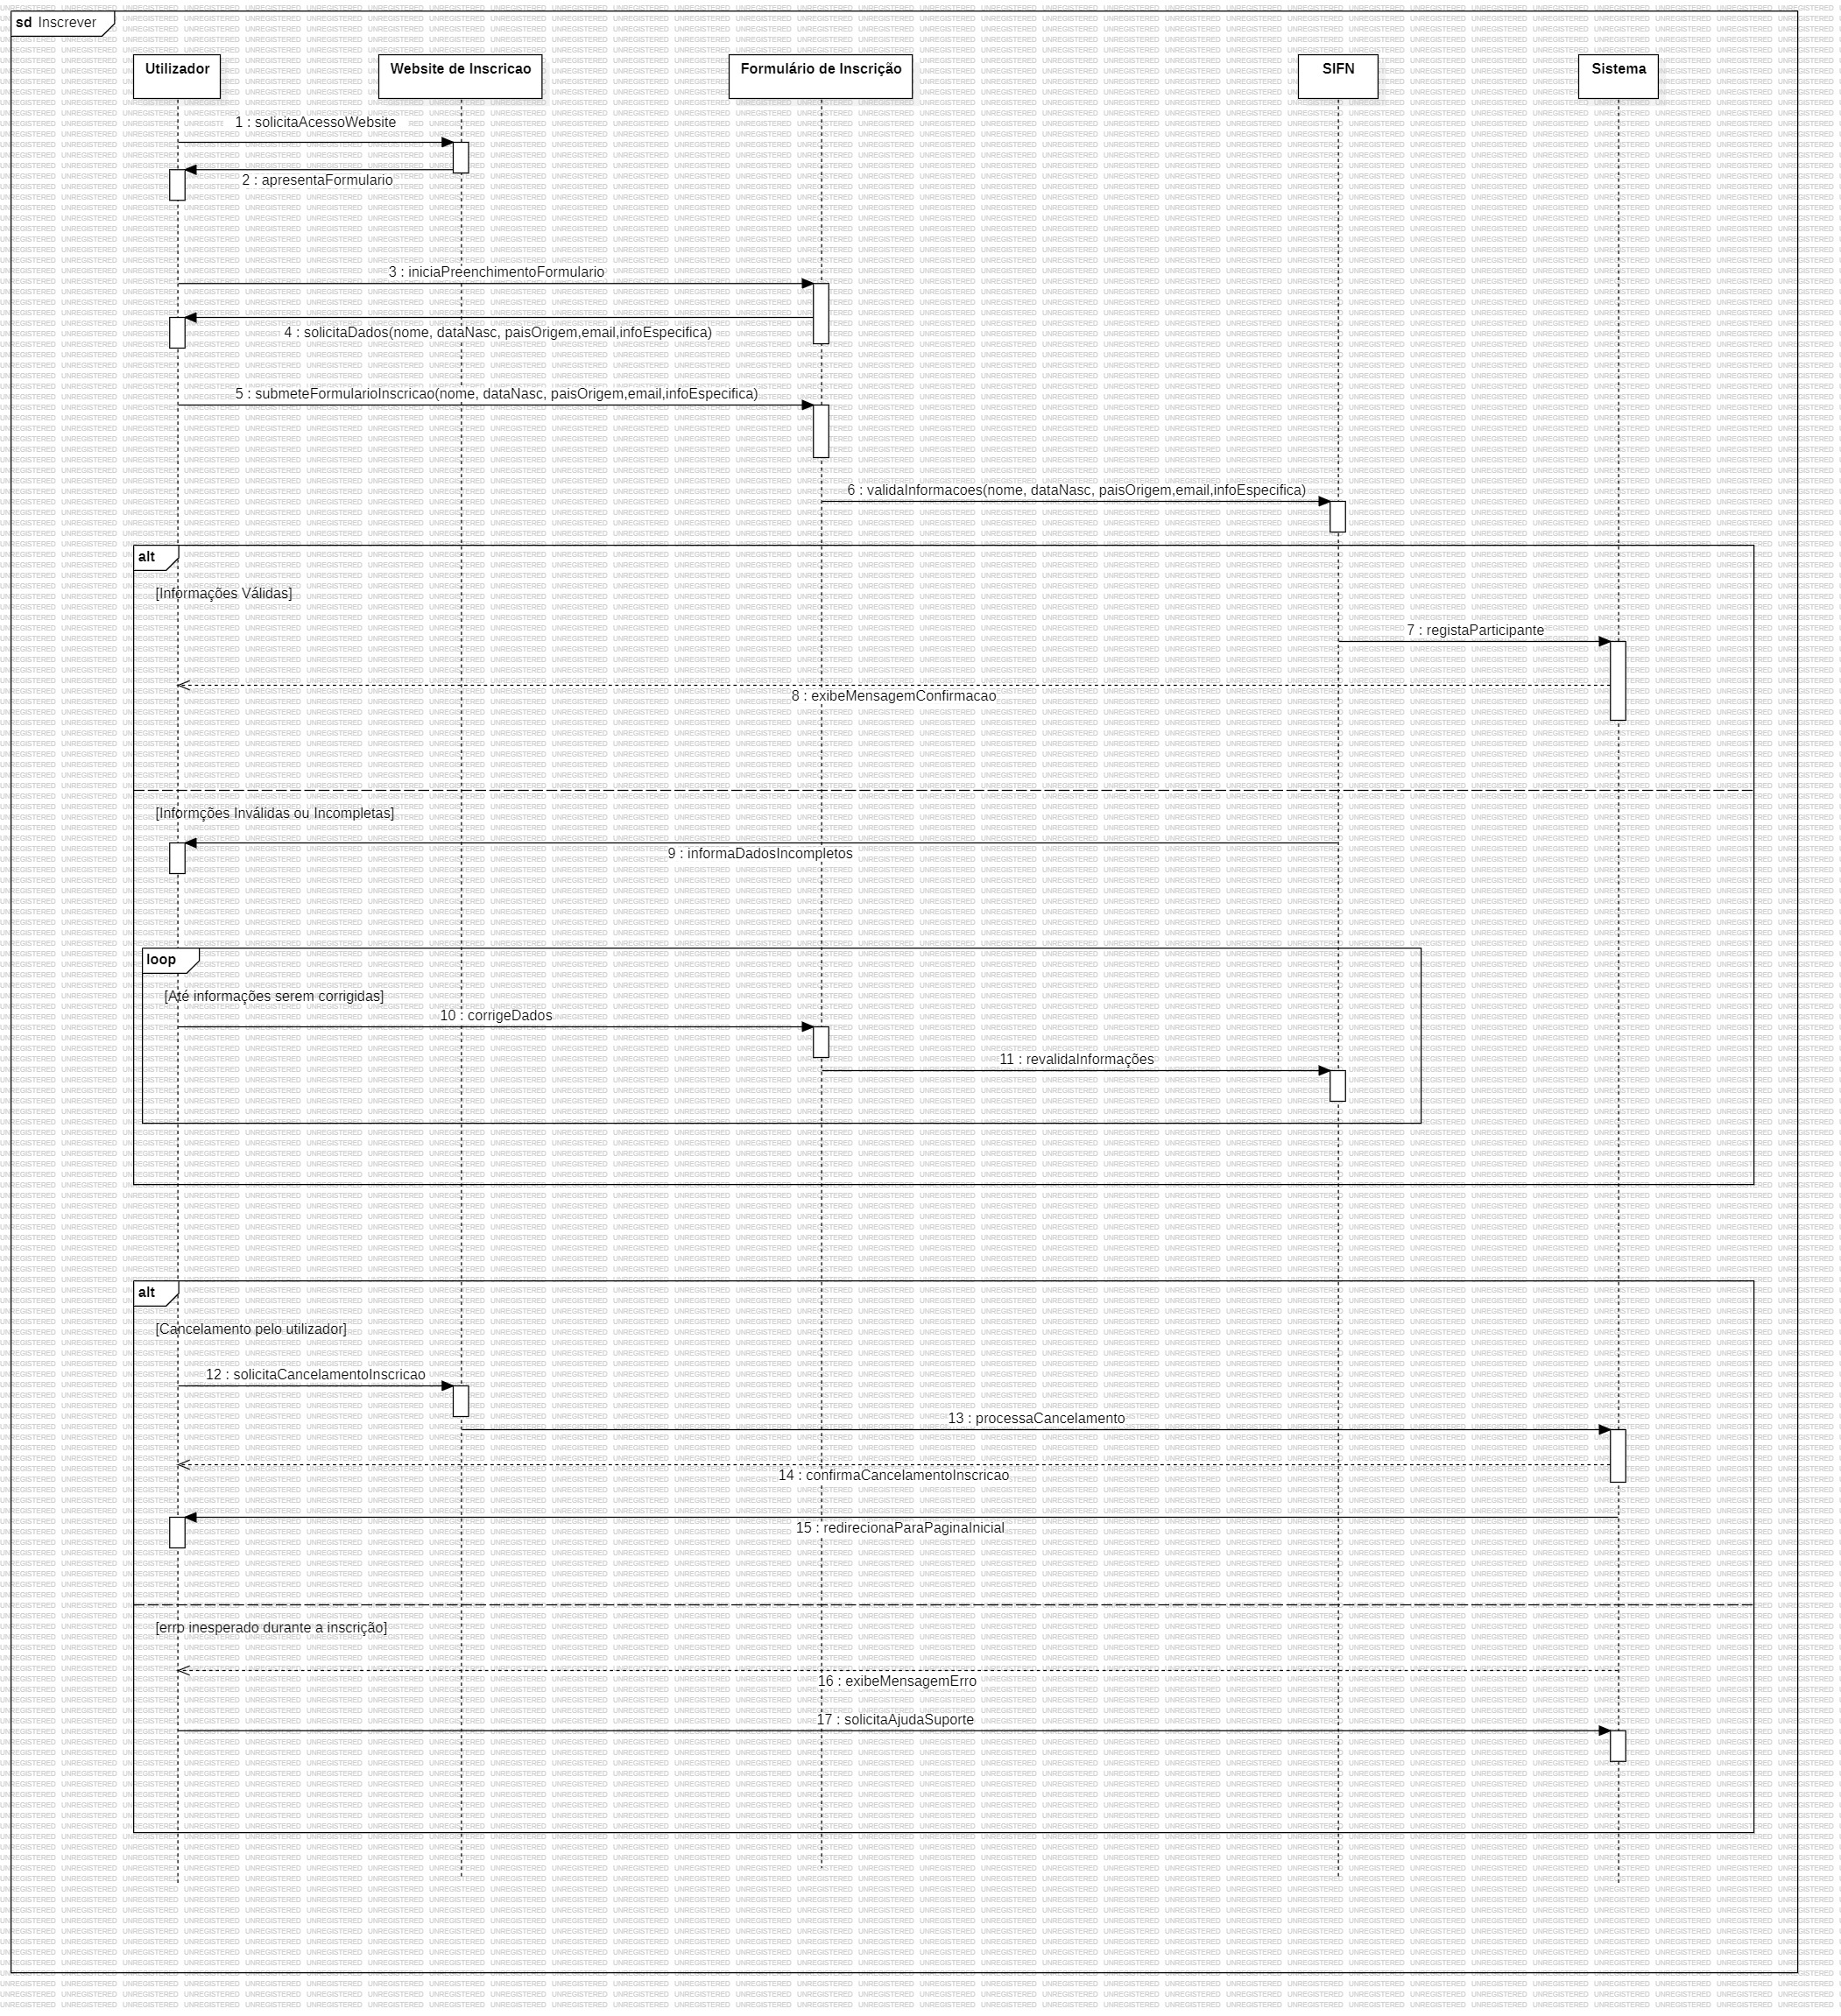 sd Inscrever
Utilizador
Website de Inscricao
Formulário de Inscrição
SIFN
Sistema
1 : solicitaAcessoWebsite
2 : apresentaFormulario
3 : iniciaPreenchimentoFormulario
4 : solicitaDados(nome, dataNasc, paisOrigem,email,infoEspecifica)
5 : submeteFormularioInscricao(nome, dataNasc, paisOrigem,email,infoEspecifica)
6 : validaInformacoes(nome, dataNasc, paisOrigem,email,infoEspecifica)
alt
[Informações Válidas]
7 : registaParticipante
8 : exibeMensagemConfirmacao
[Informções Inválidas ou Incompletas]
9 : informaDadosIncompletos
loop
[Até informações serem corrigidas]
10 : corrigeDados
11 : revalidaInformações
alt
[Cancelamento pelo utilizador]
12 : solicitaCancelamentoInscricao
13 : processaCancelamento
14 : confirmaCancelamentoInscricao
15 : redirecionaParaPaginaInicial
[erro inesperado durante a inscrição]
16 : exibeMensagemErro
17 : solicitaAjudaSuporte
UNREGISTERED